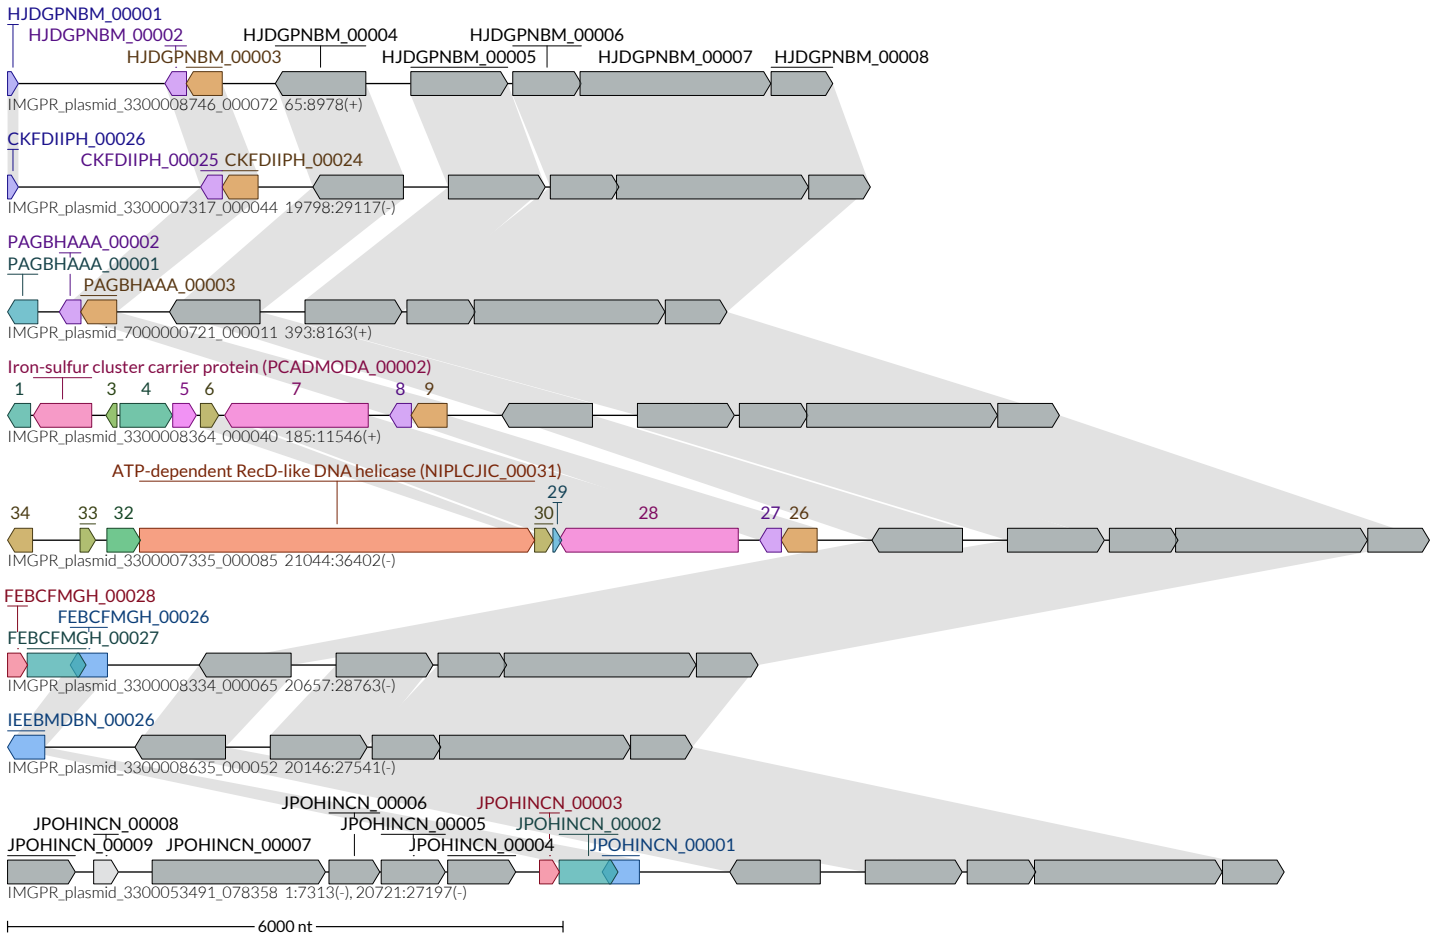 HJDGPNBM_00001
HJDGPNBM_00002 HJDGPNBM_00004 HJDGPNBM_00006
HJDGPNBM_00003 HJDGPNBM_00005 HJDGPNBM_00007 HJDGPNBM_00008
IMGPR_plasmid_3300008746_000072 65:8978(+)
CKFDIIPH_00026
CKFDIIPH_00025 CKFDIIPH_00024
IMGPR_plasmid_3300007317_000044 19798:29117(-)
PAGBHAAA_00002
PAGBHAAA_00001
PAGBHAAA_00003
IMGPR_plasmid_7000000721_000011 393:8163(+)
Iron-sulfur cluster carrier protein (PCADMODA_00002)
1 3 4 5 6 7 8 9
IMGPR_plasmid_3300008364_000040 185:11546(+)
ATP-dependent RecD-like DNA helicase (NIPLCJIC_00031)
29
34 33 32 30 28 27 26
IMGPR_plasmid_3300007335_000085 21044:36402(-)
FEBCFMGH_00028
FEBCFMGH_00026
FEBCFMGH_00027
IMGPR_plasmid_3300008334_000065 20657:28763(-)
IEEBMDBN_00026
IMGPR_plasmid_3300008635_000052 20146:27541(-)
JPOHINCN_00006 JPOHINCN_00003
JPOHINCN_00008 JPOHINCN_00005 JPOHINCN_00002
JPOHINCN_00009 JPOHINCN_00007 JPOHINCN_00004 JPOHINCN_00001
IMGPR_plasmid_3300053491_078358 1:7313(-), 20721:27197(-)
6000 nt